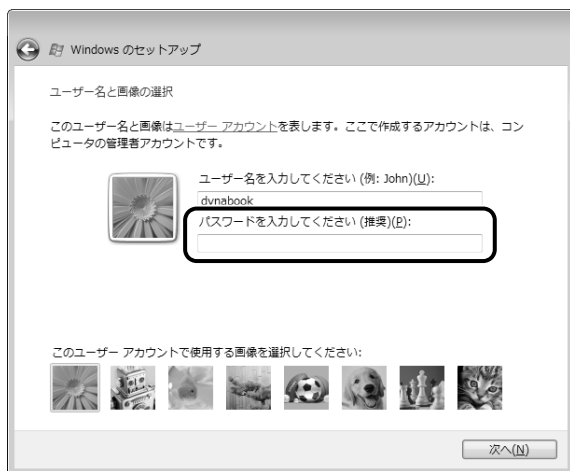 Windows のセットアップ
ユーザー名と画像の選択
このユーザー名と画像はユーザー アカウントを表します。ここで作成するアカウントは、コン
ピュータの管理者アカウントです。
ユーザー名を入力してください (例: John)(U):
dynabook
パスワードを入力してください (推奨)(P):
このユーザー アカウントで使用する画像を選択してください:
次へ(N)